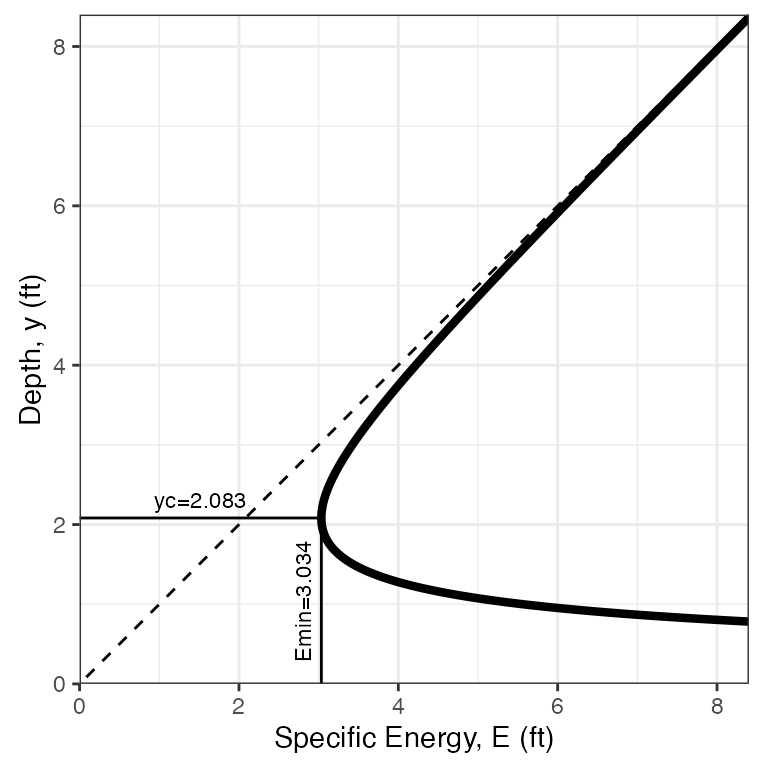 8
6
4
2
0
Depth, y (ft)
yc=2.083
Emin=3.034
0 2 4 6 8
Specific Energy, E (ft)